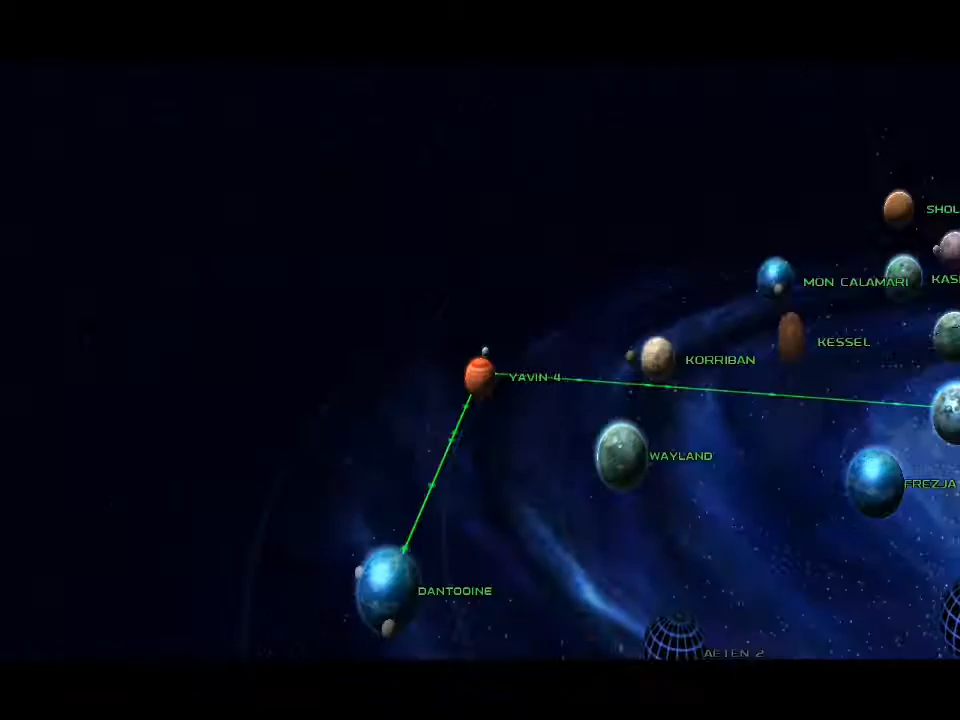 SHOL
MON CALAMARI
KAS
KESSEL
KORRIBAN
YAVIN 4
WAYLAND
FREZJA
DANTOOINE
AETEN 2